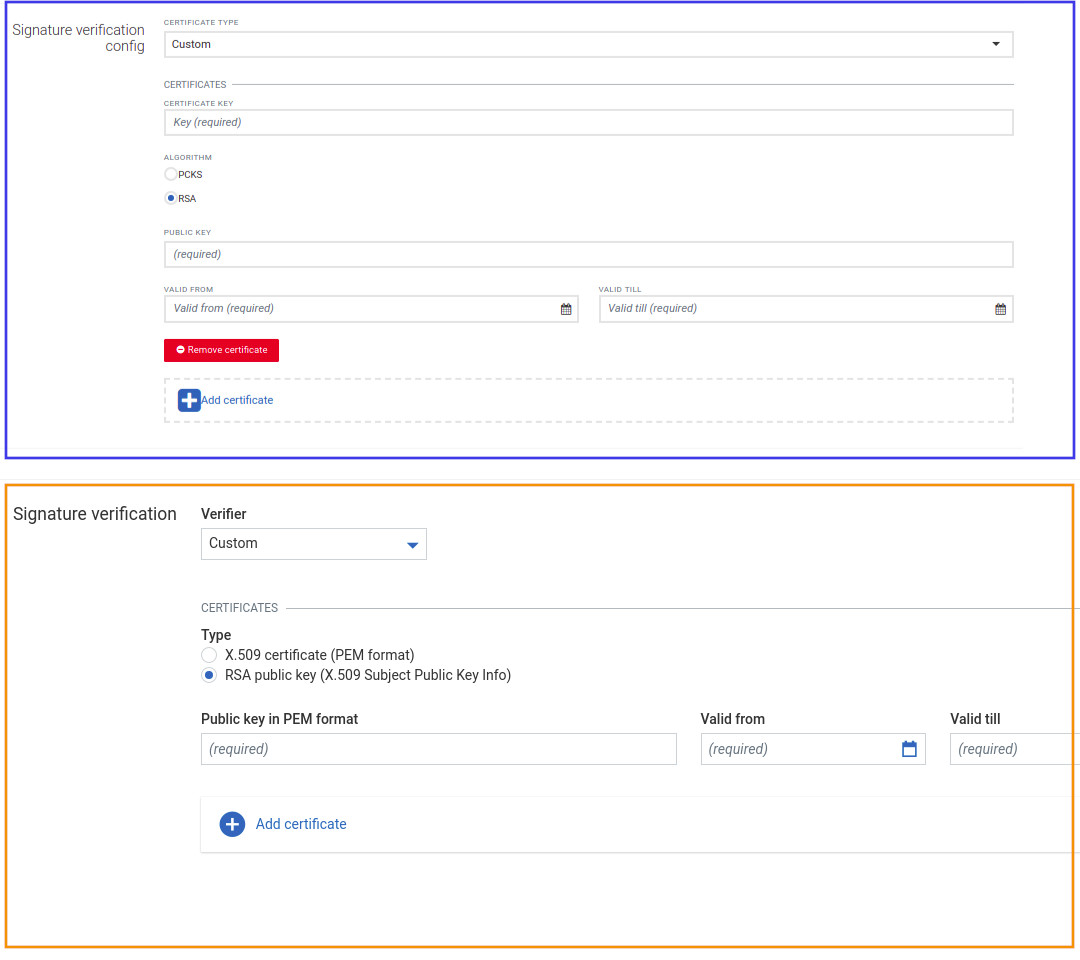 Signature verification
config
CERTIFICATE TYPE
Custom
CERTIFICATES
CERTIFICATE KEY
Key (required)
ALGORITHM
PCKS
RSA
PUBLIC KEY
(required)
VALID FROM
VALID TILL
Valid from (required)
Valid till (required)
Remove certificate
Add certificate
Signature verification
Verifier
Custom
CERTIFICATES
Type
X.509 certificate (PEM format)
RSA public key (X.509 Subject Public Key Info)
Public key in PEM format
Valid from
Valid till
(required)
(required)
(required)
Add certificate